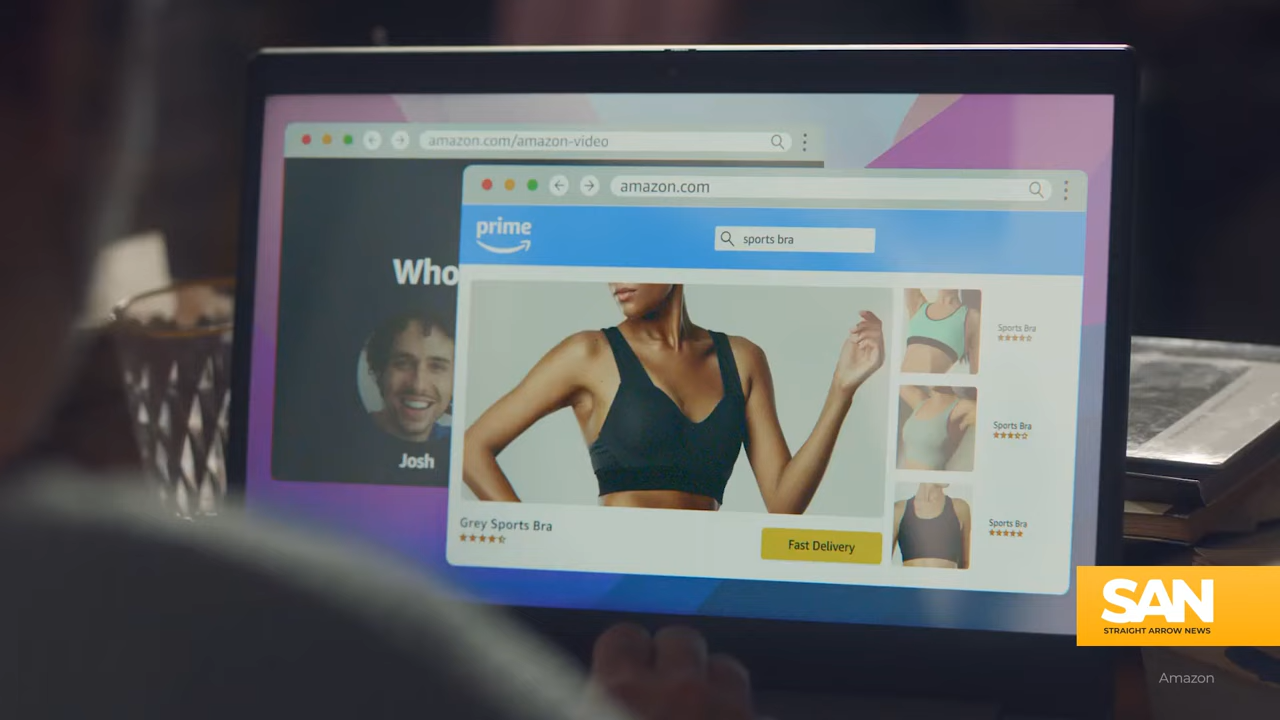 amazon.com/amazon-video
amazon.com
prime
sports bra
Who
Josh
Grey Sports Bra
Fast Delivery
Sports Bra
Sports Bra
Sports Bra
SAN
STRAIGHT ARROW NEWS
Amazon